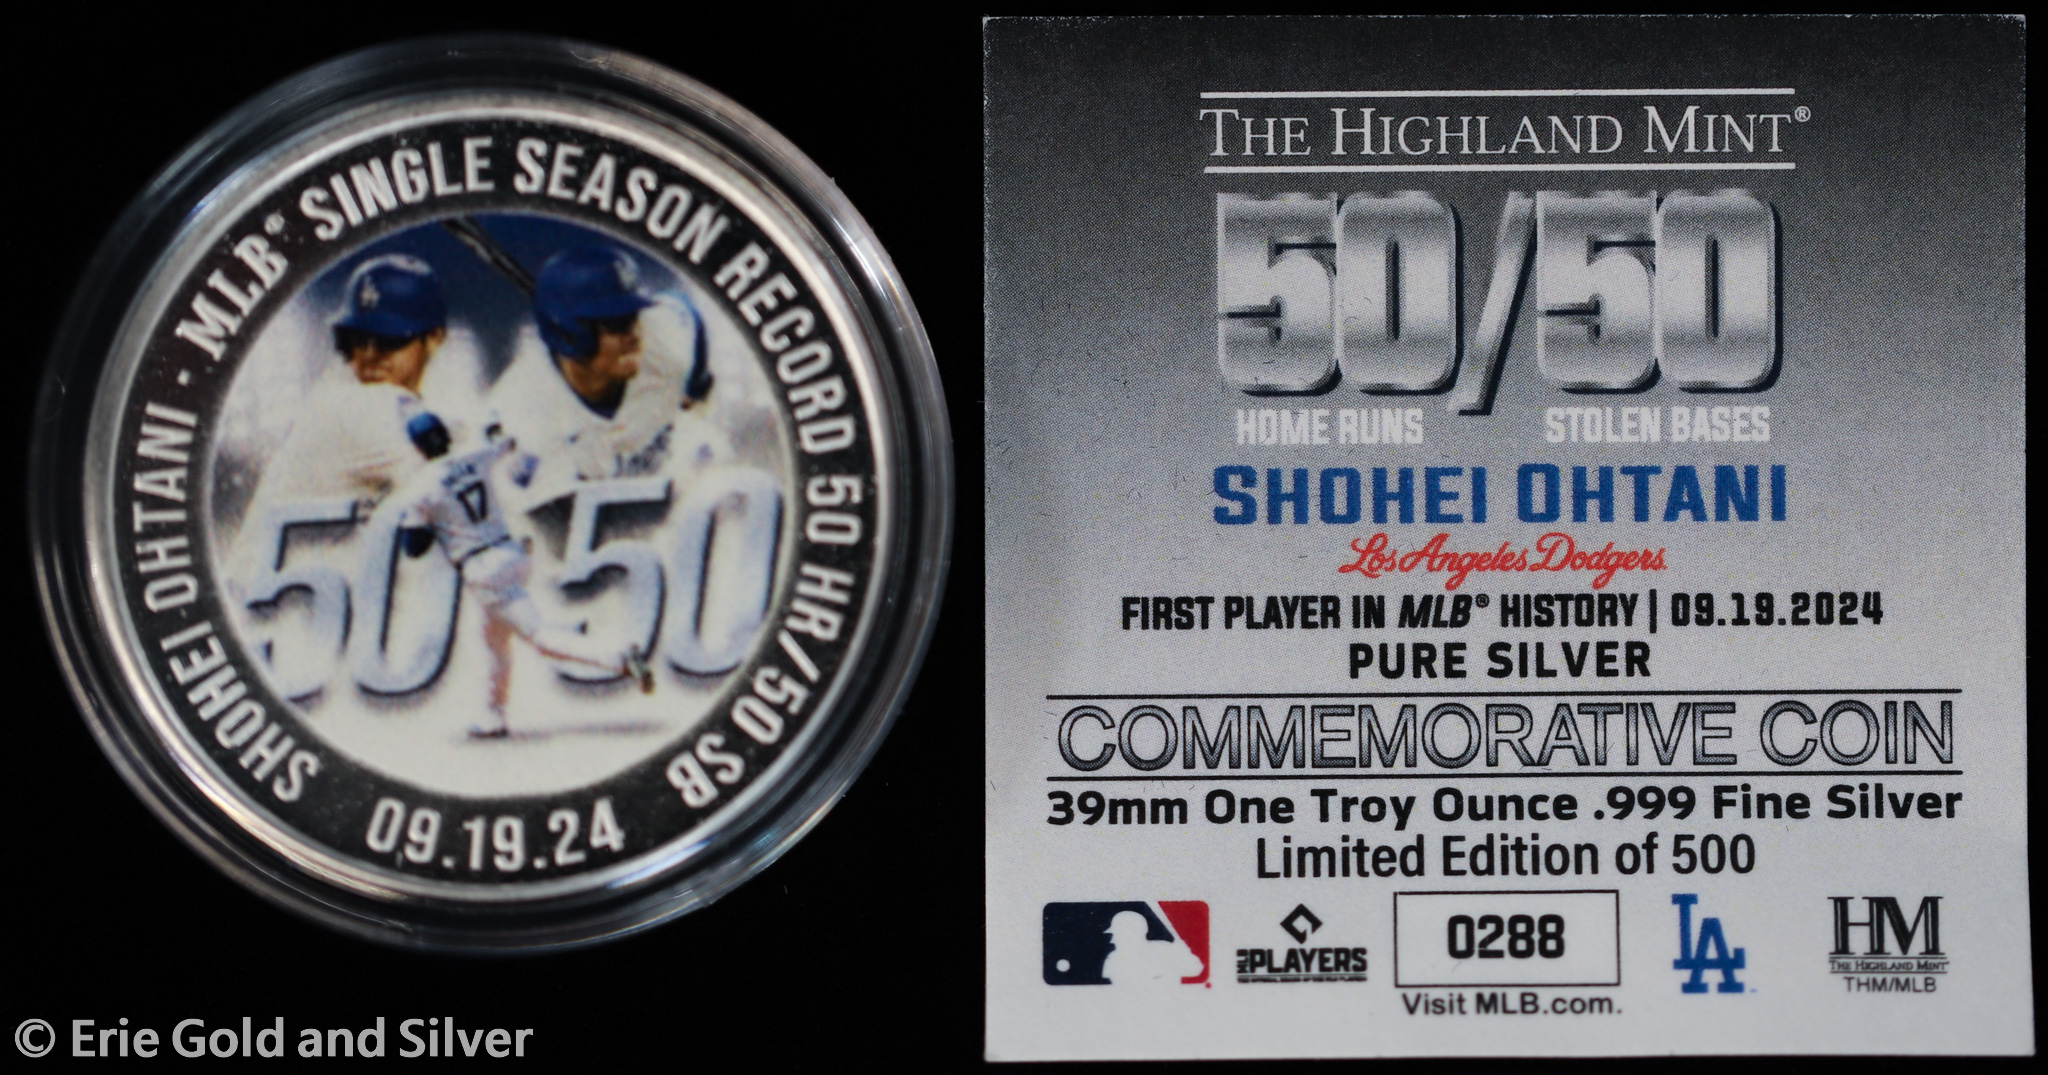 SHOHEI OHTANI · MLB® SINGLE SEASON RECORD 50 HR/50 SB
50 50
17
09.19.24
THE HIGHLAND MINT®
50/50
HOME RUNS STOLEN BASES
SHOHEI OHTANI
Los Angeles Dodgers
FIRST PLAYER IN MLB® HISTORY | 09.19.2024
PURE SILVER
COMMEMORATIVE COIN
39mm One Troy Ounce .999 Fine Silver
Limited Edition of 500
MLB PLAYERS
0288
Visit MLB.com.
LA
HM
THE HIGHLAND MINT
THM/MLB
© Erie Gold and Silver